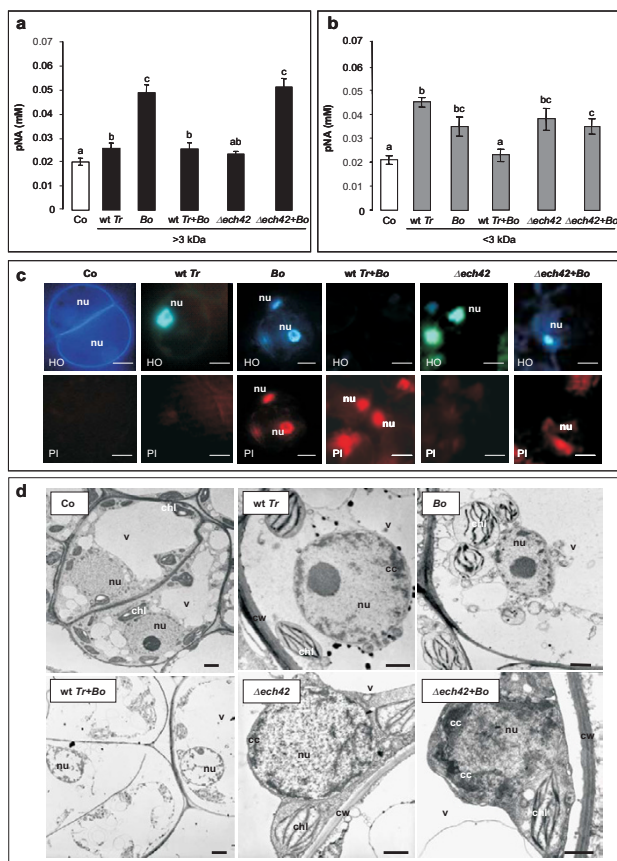 a
0.07
0.06
0.05
0.04
0.03
0.02
0.01
0
pNA (mM)
a
b
c
b
ab
c
Co
wt Tr
Bo
wt Tr+Bo
Δech42
Δech42+Bo
>3 kDa
b
0.07
0.06
0.05
0.04
0.03
0.02
0.01
0.00
pNA (mM)
a
b
bc
a
bc
c
Co
wt Tr
Bo
wt Tr+Bo
Δech42
Δech42+Bo
<3 kDa
c
Co
wt Tr
Bo
wt Tr+Bo
Δech42
Δech42+Bo
nu
nu
HO
nu
HO
nu
nu
HO
HO
nu
HO
nu
HO
PI
PI
nu
nu
PI
nu
nu
PI
PI
nu
PI
d
Co
chl
v
nu
chl
v
nu
wt Tr
v
cc
nu
cw
chl
Bo
chl
nu
v
wt Tr+Bo
v
nu
nu
Δech42
v
cc
nu
cw
chl
Δech42+Bo
nu
cc
cw
cc
chl
v